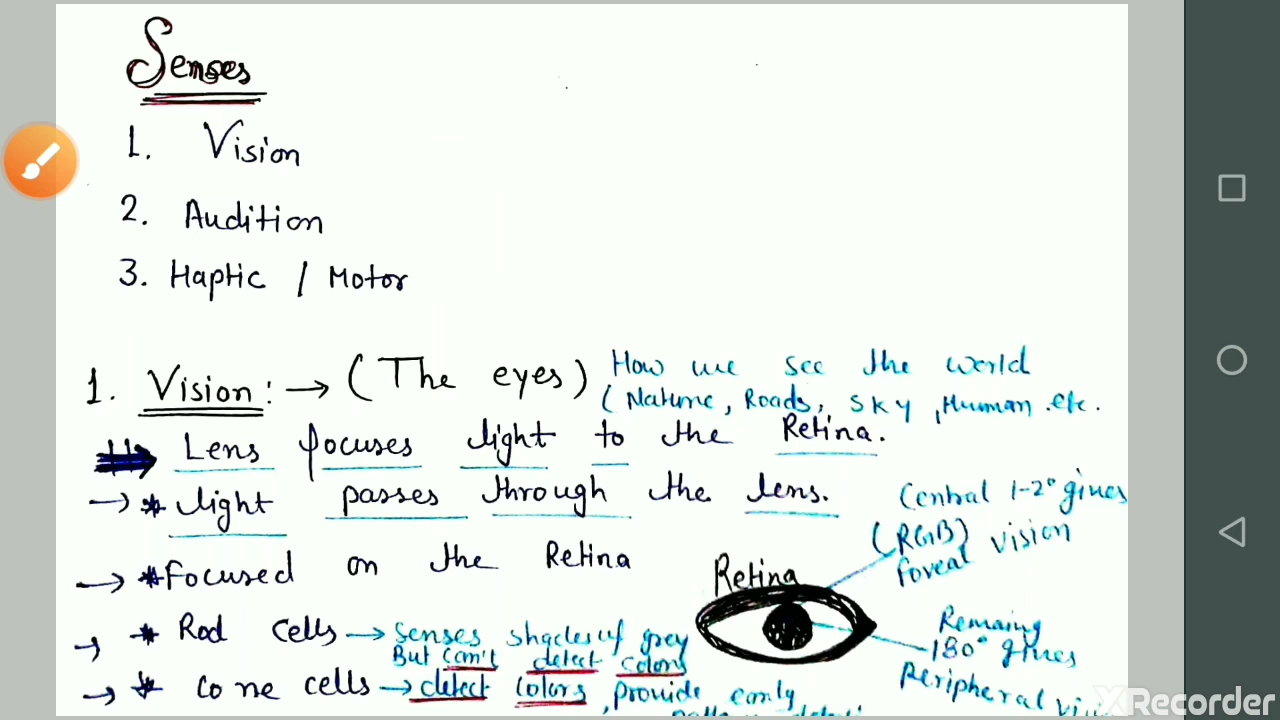 Senses
1. Vision
2. Audition
3. Haptic / Motor
1. Vision : → (The eyes) How we see the world
(Nature, Roads, Sky, Human etc.
Lens focuses light to the Retina.
→ * light passes through the lens.
→ * Focused on the Retina
→ * Rod cells → senses shades of grey
But can't detect colors
→ * cone cells → detect colors, provide early
Retina
Central 1-2° gives
(RGB)
foveal vision
Remaing
180° gives
peripheral
XRecorder